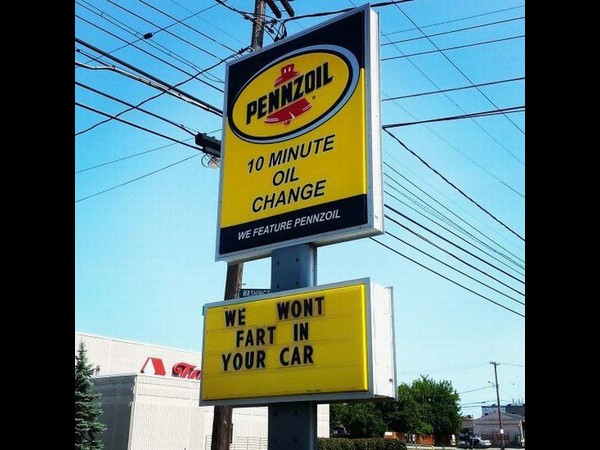 PENNZOIL
10 MINUTE
OIL
CHANGE
WE FEATURE PENNZOIL
WE WONT
FART IN
YOUR CAR